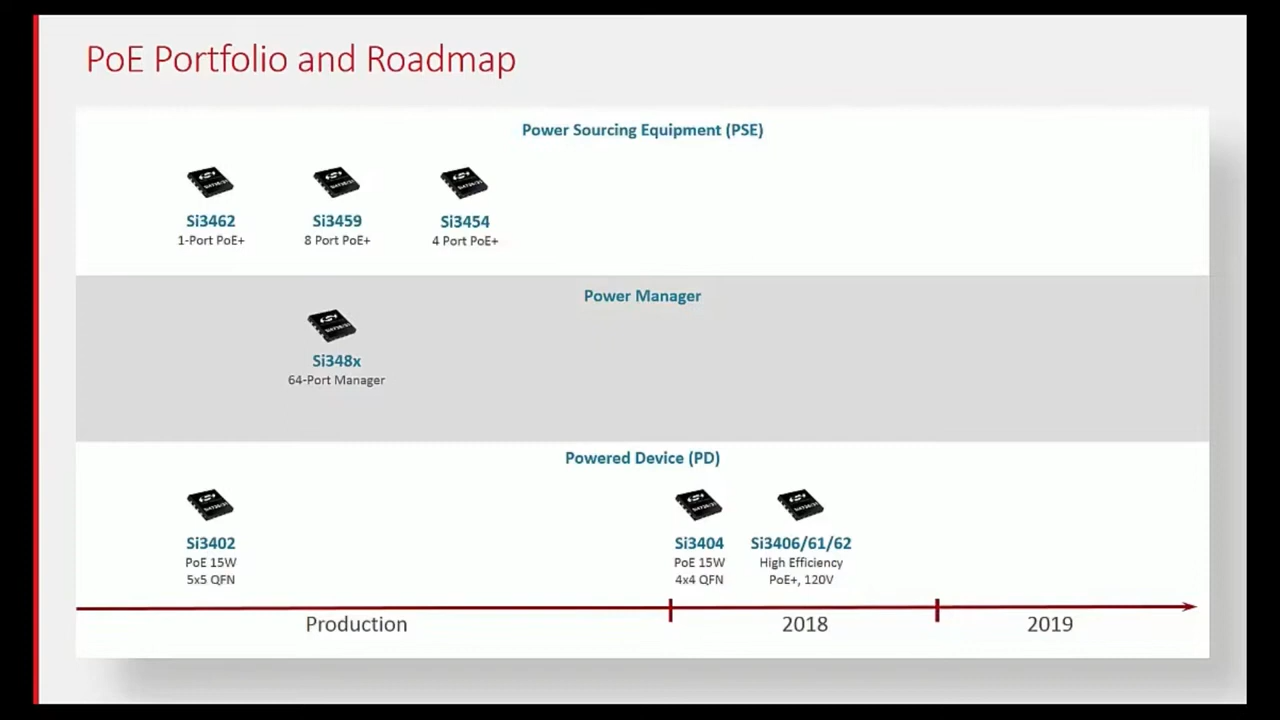 PoE Portfolio and Roadmap
Power Sourcing Equipment (PSE)
Si3462
1-Port PoE+
Si3459
8 Port PoE+
Si3454
4 Port PoE+
Power Manager
Si348x
64-Port Manager
Powered Device (PD)
Si3402
PoE 15W
5x5 QFN
Si3404
PoE 15W
4x4 QFN
Si3406/61/62
High Efficiency
PoE+, 120V
Production
2018
2019